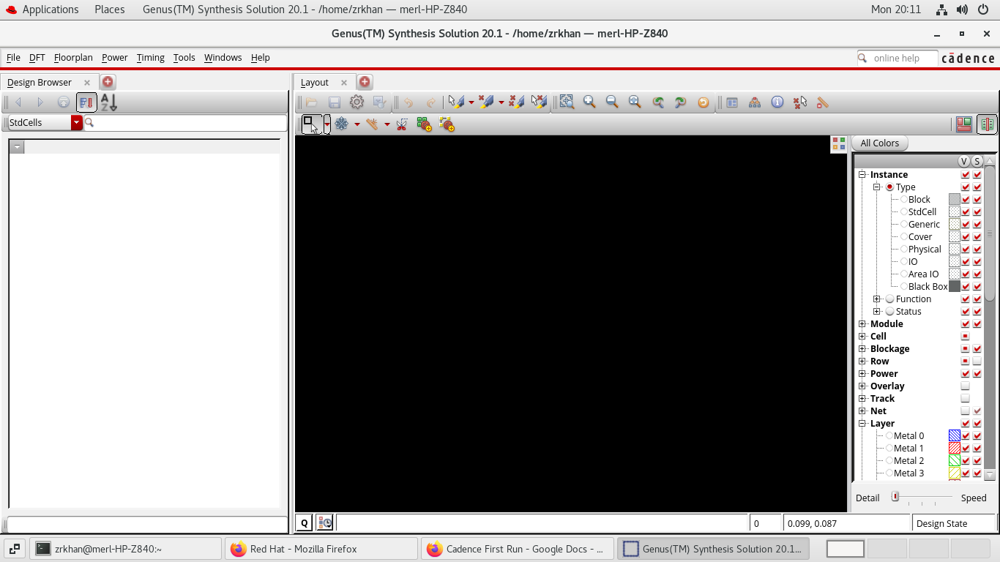 Applications Places Genus(TM) Synthesis Solution 20.1 - /home/zrkhan — merl-HP-Z840 Mon 20:11
Genus(TM) Synthesis Solution 20.1 - /home/zrkhan — merl-HP-Z840
File DFT Floorplan Power Timing Tools Windows Help online help cādence
Design Browser Layout
A Z
StdCells
All Colors
V S
Instance
Type
Block
StdCell
Generic
Cover
Physical
IO
Area IO
Black Box
Function
Status
Module
Cell
Blockage
Row
Power
Overlay
Track
Net
Layer
Metal 0
Metal 1
Metal 2
Metal 3
Detail Speed
Q 0 0.099, 0.087 Design State
zrkhan@merl-HP-Z840:~ Red Hat - Mozilla Firefox Cadence First Run - Google Docs - ... Genus(TM) Synthesis Solution 20.1...